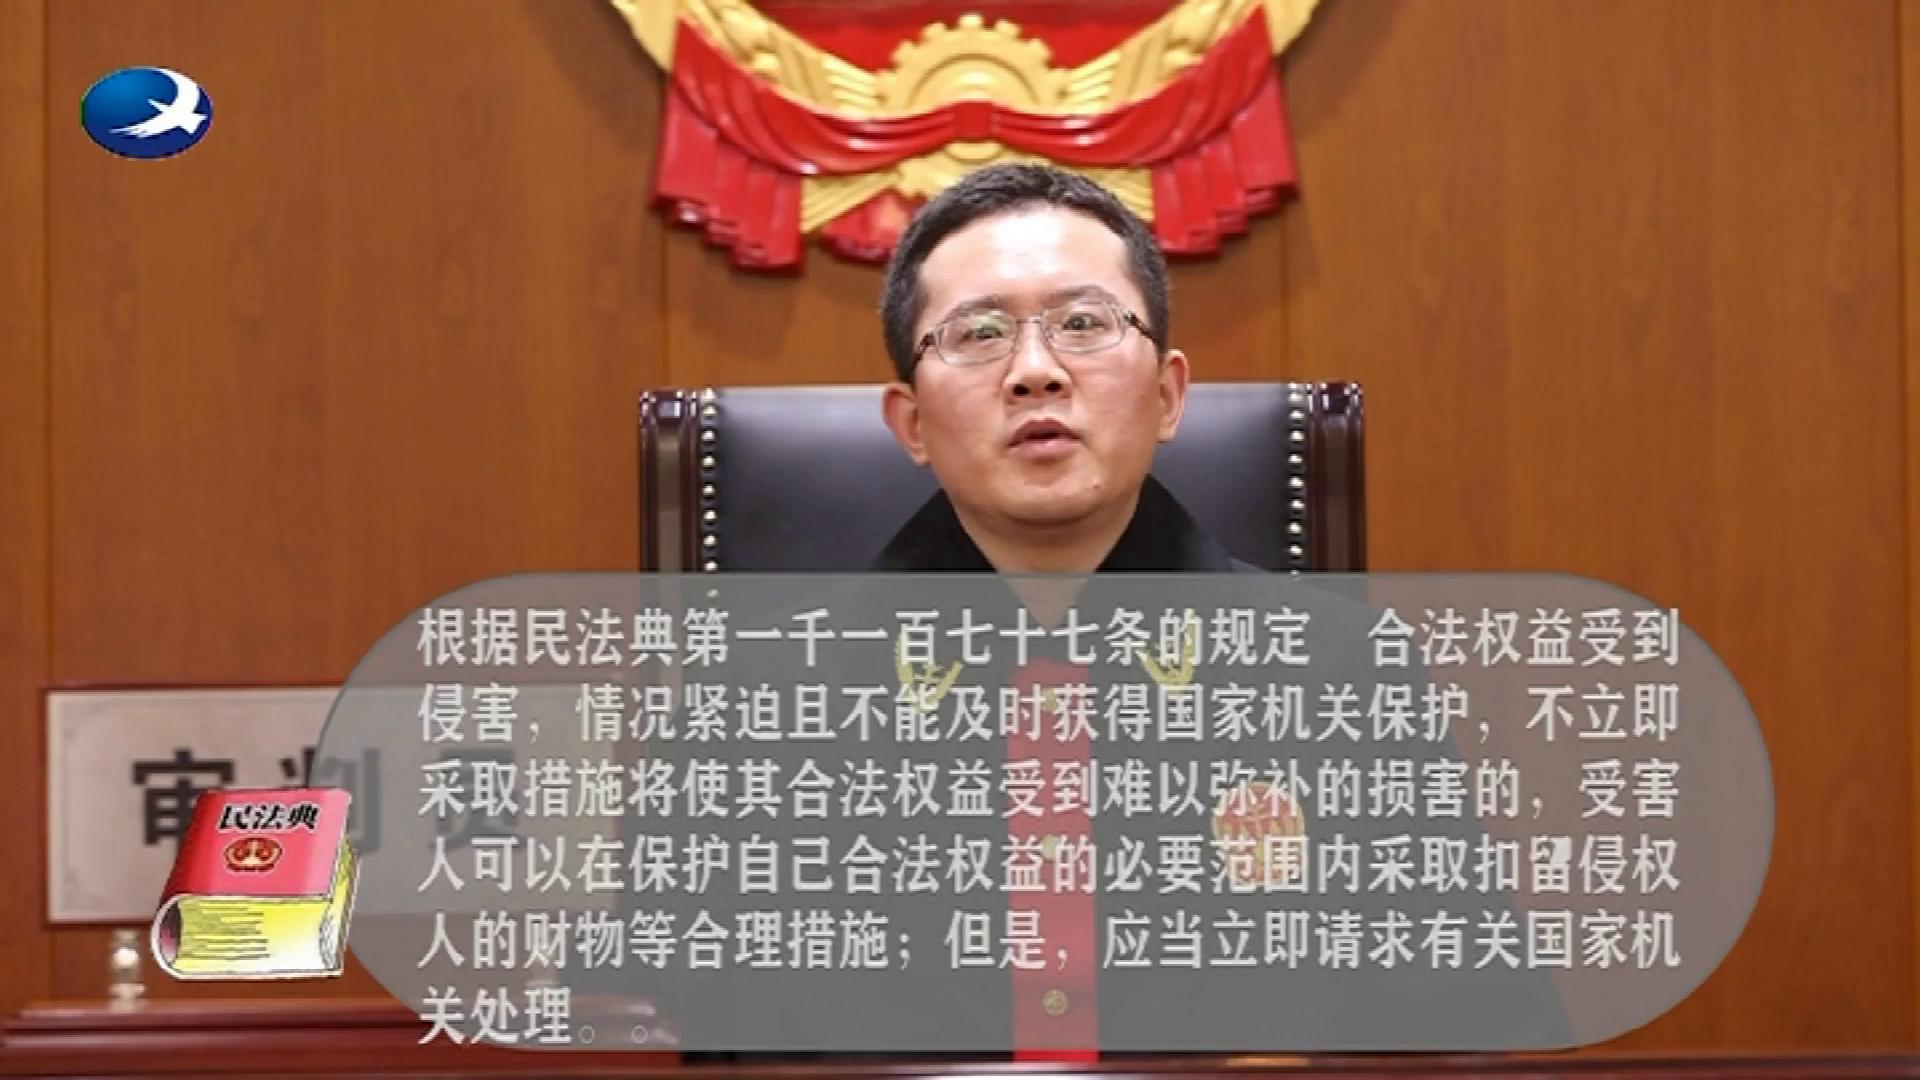 根据民法典第一千一百七十七条的规定 合法权益受到
侵害，情况紧迫且不能及时获得国家机关保护，不立即
采取措施将使其合法权益受到难以弥补的损害的，受害
人可以在保护自己合法权益的必要范围内采取扣留侵权
人的财物等合理措施；但是，应当立即请求有关国家机
关处理。。
审判员
民法典